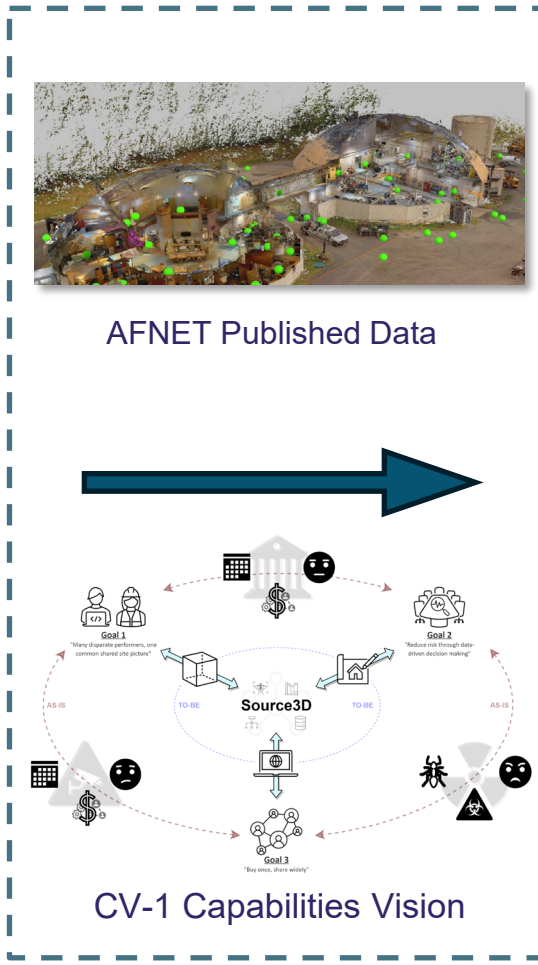 AFNET Published Data
Goal 1
"Many disparate performers, one
common shared site picture"
Goal 2
"Reduce risk through data-
driven decision making"
AS-IS
TO-BE
Source3D
TO-BE
AS-IS
Goal 3
"Buy once, share widely"
CV-1 Capabilities Vision